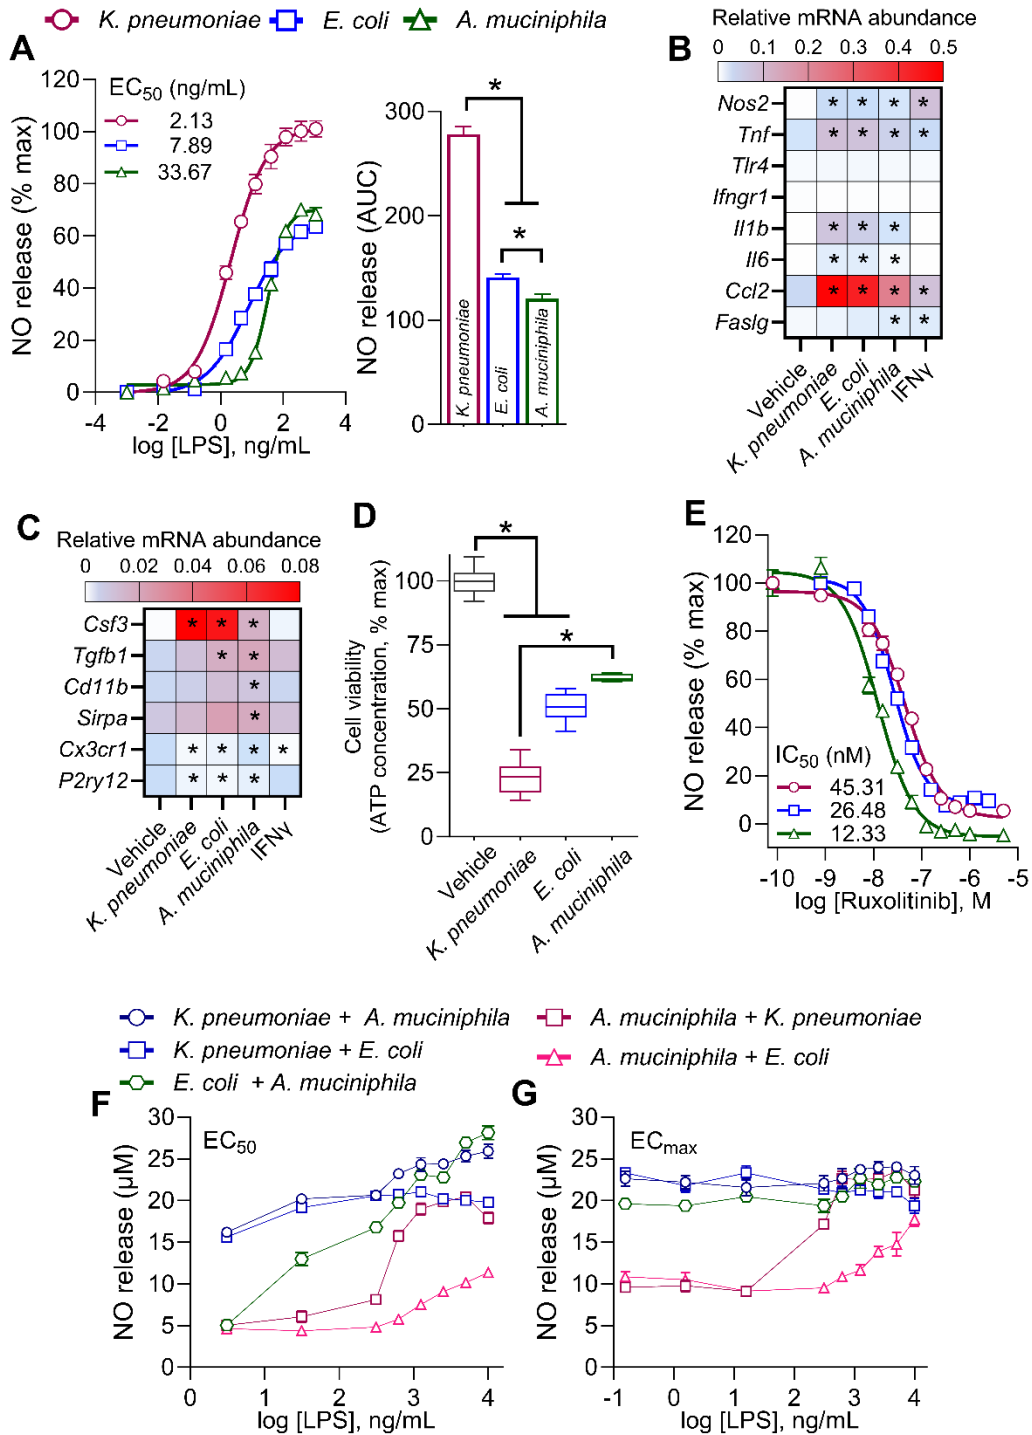 K. pneumoniae E. coli A. muciniphila
A
NO release (% max)
120
100
80
60
40
20
0
EC50 (ng/mL)
2.13
7.89
33.67
-4 -2 0 2 4
log [LPS], ng/mL
NO release (AUC)
300
200
100
0
*
*
K. pneumoniae
E. coli
A. muciniphila
B
Relative mRNA abundance
0 0.1 0.2 0.3 0.4 0.5
Nos2 * * * *
Tnf * * * *
Tlr4
Ifngr1
Il1b * * *
Il6 * * *
Ccl2 * * * *
Faslg * *
Vehicle
K. pneumoniae
E. coli
A. muciniphila
IFNγ
C
Relative mRNA abundance
0 0.02 0.04 0.06 0.08
Csf3 * * *
Tgfb1 * *
Cd11b *
Sirpa *
Cx3cr1 * * * *
P2ry12 * * *
Vehicle
K. pneumoniae
E. coli
A. muciniphila
IFNγ
D
Cell viability
(ATP concentration, % max)
100
75
50
25
0
*
*
Vehicle
K. pneumoniae
E. coli
A. muciniphila
E
NO release (% max)
120
100
80
60
40
20
0
IC50 (nM)
45.31
26.48
12.33
-10 -9 -8 -7 -6 -5
log [Ruxolitinib], M
K. pneumoniae + A. muciniphila
K. pneumoniae + E. coli
E. coli + A. muciniphila
A. muciniphila + K. pneumoniae
A. muciniphila + E. coli
F
EC50
NO release (µM)
30
25
20
15
10
5
0
0 1 2 3 4
log [LPS], ng/mL
G
ECmax
NO release (µM)
30
25
20
15
10
5
0
-1 0 1 2 3 4
log [LPS], ng/mL